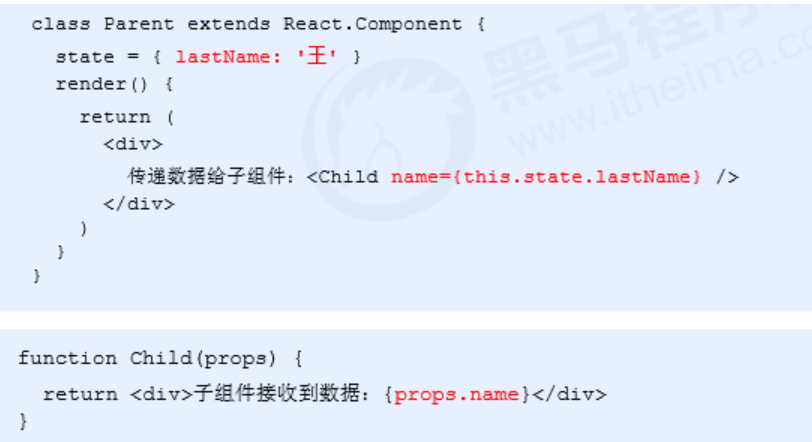 class Parent extends React.Component {
state = { lastName: '王' }
render() {
return (
<div>
传递数据给子组件：<Child name={this.state.lastName} />
</div>
)
}
}
黑马程序
www.itheima.co
function Child(props) {
return <div>子组件接收到数据：{props.name}</div>
}